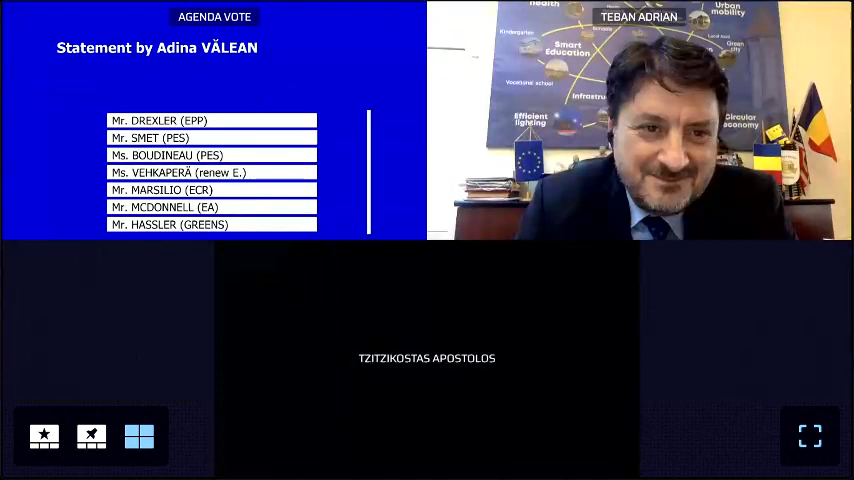 AGENDA VOTE
Statement by Adina VĂLEAN
Mr. DREXLER (EPP)
Mr. SMET (PES)
Ms. BOUDINEAU (PES)
Ms. VEHKAPERÄ (renew E.)
Mr. MARSILIO (ECR)
Mr. MCDONNELL (EA)
Mr. HÄSSLER (GREENS)
TEBAN ADRIAN
health
Urban
mobility
Kindergarten
Smart
Education
Green
city
Vocational school
Efficient
lighting
Circular
economy
TZITZIKOSTAS APOSTOLOS